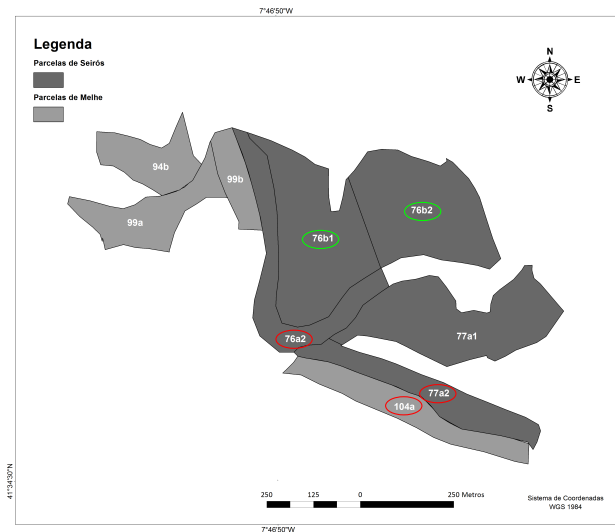 7°46'50"W
Legenda
Parcelas de Seirós
Parcelas de Melhe
N
W E
S
94b
99b
99a
76b2
76b1
76a2
77a1
77a2
104a
41°34'30"N
250 125 0 250 Metros
Sistema de Coordenadas
WGS 1984
7°46'50"W